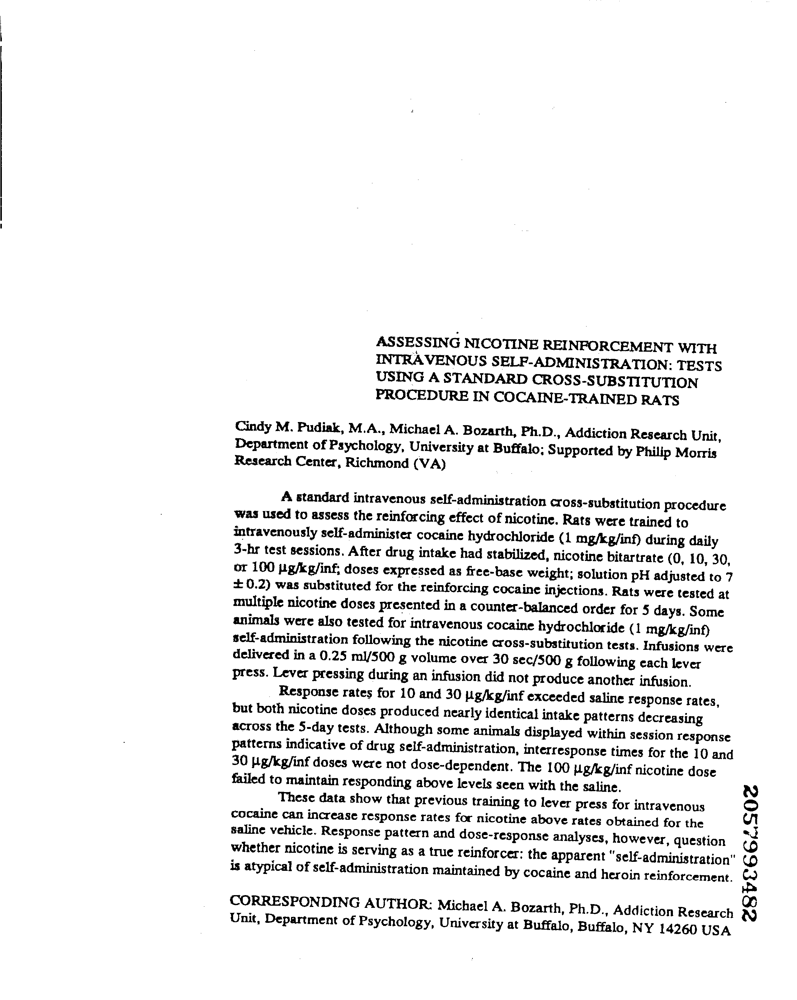 ASSESSING NICOTINE REINFORCEMENT WITH
INTRAVENOUS SELF-ADMINISTRATION: TESTS
USING A STANDARD CROSS-SUBSTITUTION
PROCEDURE IN COCAINE-TRAINED RATS
Cindy M. Pudiak, M.A., Michael A. Bozarth, Ph.D., Addiction Research Unit,
Department of Psychology, University at Buffalo; Supported by Philip Morris
Research Center, Richmond (VA)
A standard intravenous self-administration cross-substitution procedure
was used to assess the reinforcing effect of nicotine. Rats were trained to
intravenously self-administer cocaine hydrochloride (1 mg/kg/inf) during daily
3-hr test sessions. After drug intake had stabilized, nicotine bitartrate (0, 10, 30,
or 100 µg/kg/inf; doses expressed as free-base weight; solution pH adjusted to 7
± 0.2) was substituted for the reinforcing cocaine injections. Rats were tested at
multiple nicotine doses presented in a counter-balanced order for 5 days. Some
animals were also tested for intravenous cocaine hydrochloride (1 mg/kg/inf)
self-administration following the nicotine cross-substitution tests. Infusions were
delivered in a 0.25 ml/500 g volume over 30 sec/500 g following each lever
press. Lever pressing during an infusion did not produce another infusion.
Response rates for 10 and 30 µg/kg/inf exceeded saline response rates,
but both nicotine doses produced nearly identical intake patterns decreasing
across the 5-day tests. Although some animals displayed within session response
patterns indicative of drug self-administration, interresponse times for the 10 and
30 µg/kg/inf doses were not dose-dependent. The 100 µg/kg/inf nicotine dose
failed to maintain responding above levels seen with the saline.
These data show that previous training to lever press for intravenous
cocaine can increase response rates for nicotine above rates obtained for the
saline vehicle. Response pattern and dose-response analyses, however, question
whether nicotine is serving as a true reinforcer: the apparent "self-administration"
is atypical of self-administration maintained by cocaine and heroin reinforcement.
CORRESPONDING AUTHOR: Michael A. Bozarth, Ph.D., Addiction Research
Unit, Department of Psychology, University at Buffalo, Buffalo, NY 14260 USA
2057993482